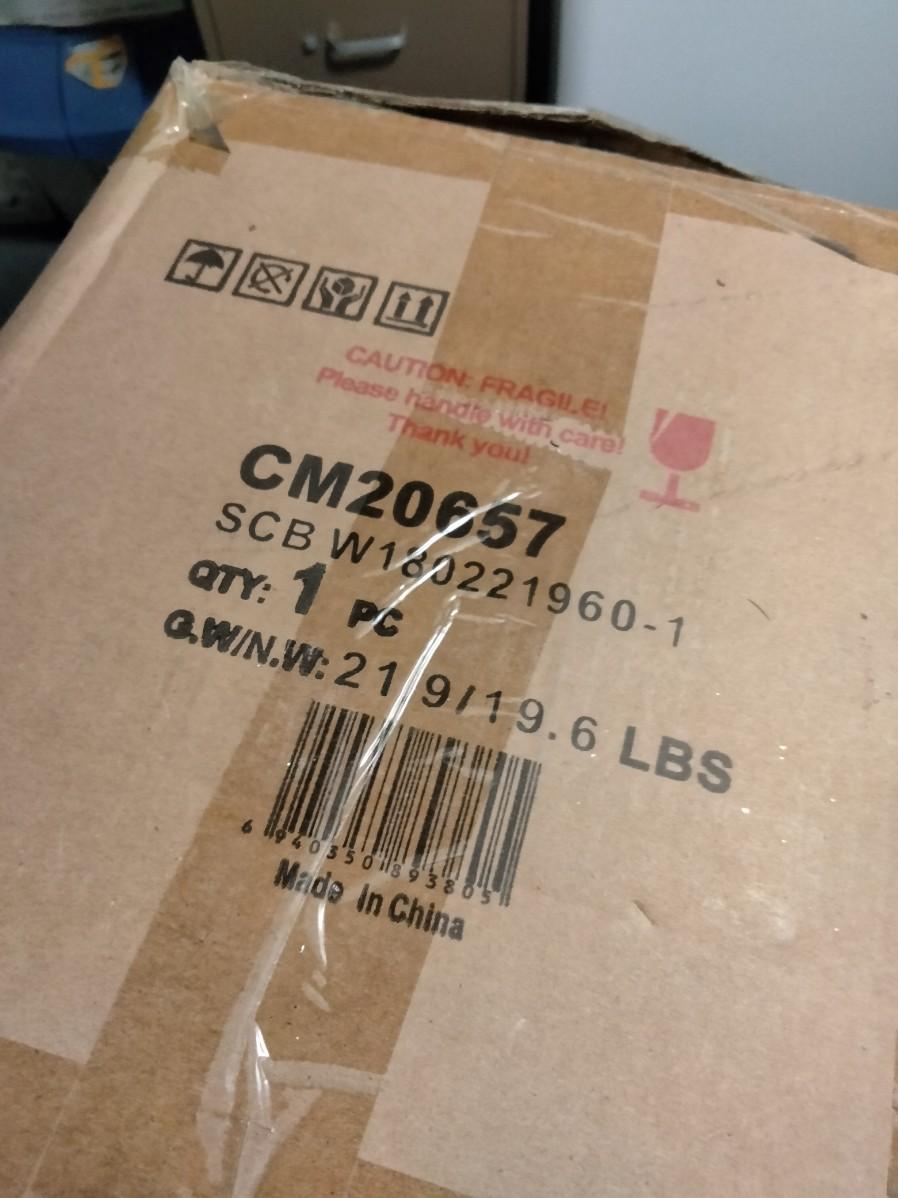 CAUTION: FRAGILE!
Please handle with care!
Thank you!
CM20657
SCB W180221960-1
QTY: 1 PC
G.W/N.W: 21.9/19.6 LBS
6 940350 893805
Made In China